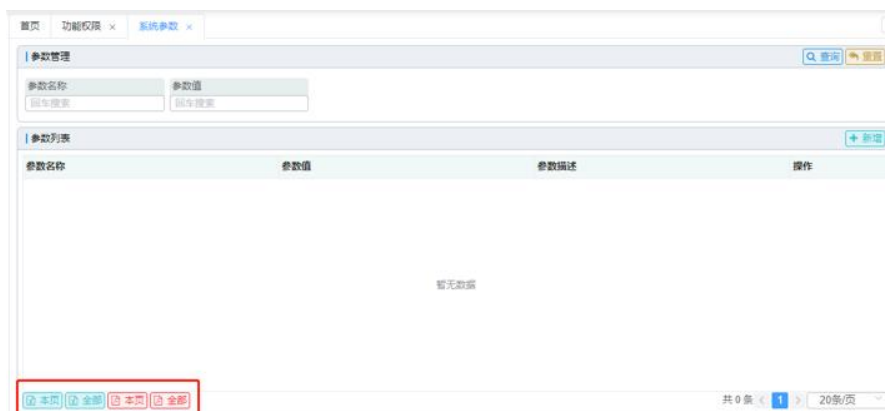 首页 功能权限 × 系统参数 ×
参数管理 查询 重置
参数名称 参数值
回车搜索 回车搜索
参数列表 + 新增
参数名称 参数值 参数描述 操作
暂无数据
本页 全部 本页 全部 共 0 条 < 1 > 20条/页